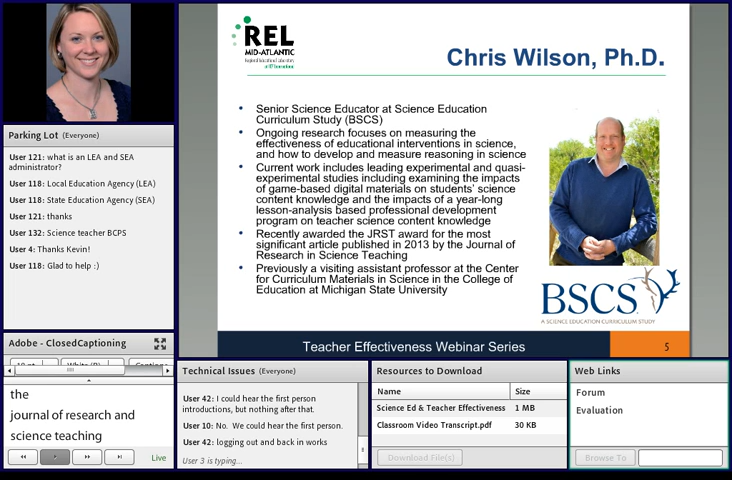 REL
MID-ATLANTIC
Chris Wilson, Ph.D.
• Senior Science Educator at Science Education
Curriculum Study (BSCS)
• Ongoing research focuses on measuring the
effectiveness of educational interventions in science,
and how to develop and measure reasoning in science
• Current work includes leading experimental and quasi-
experimental studies including examining the impacts
of game-based digital materials on students' science
content knowledge and the impacts of a year-long
lesson-analysis based professional development
program on teacher science content knowledge
• Recently awarded the JRST award for the most
significant article published in 2013 by the Journal of
Research in Science Teaching
• Previously a visiting assistant professor at the Center
for Curriculum Materials in Science in the College of
Education at Michigan State University
BSCS
A SCIENCE EDUCATION CURRICULUM STUDY
Teacher Effectiveness Webinar Series
5
Parking Lot (Everyone)
User 121: what is an LEA and SEA
administrator?
User 118: Local Education Agency (LEA)
User 118: State Education Agency (SEA)
User 121: thanks
User 132: Science teacher BCPS
User 4: Thanks Kevin!
User 118: Glad to help :)
Adobe - ClosedCaptioning
the
journal of research and
science teaching
Live
Technical Issues (Everyone)
User 42: I could hear the first person
introductions, but nothing after that.
User 10: No. We could hear the first person.
User 42: logging out and back in works
User 3 is typing...
Resources to Download
Name Size
Science Ed & Teacher Effectiveness 1 MB
Classroom Video Transcript.pdf 30 KB
Download File(s)
Web Links
Forum
Evaluation
Browse To